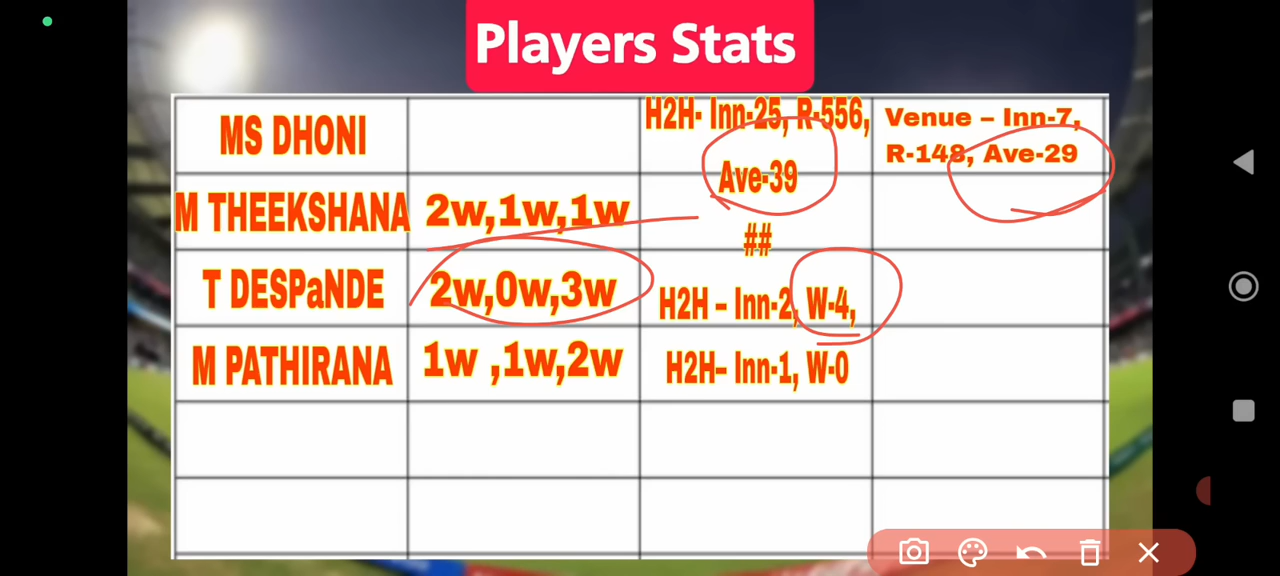 Players Stats
MS DHONI
H2H- Inn-25, R-556,
Ave-39
Venue – Inn-7,
R-148, Ave-29
M THEEKSHANA
2w,1w,1w
##
T DESPaNDE
2w,0w,3w
H2H – Inn-2, W-4,
M PATHIRANA
1w ,1w,2w
H2H– Inn-1, W-0